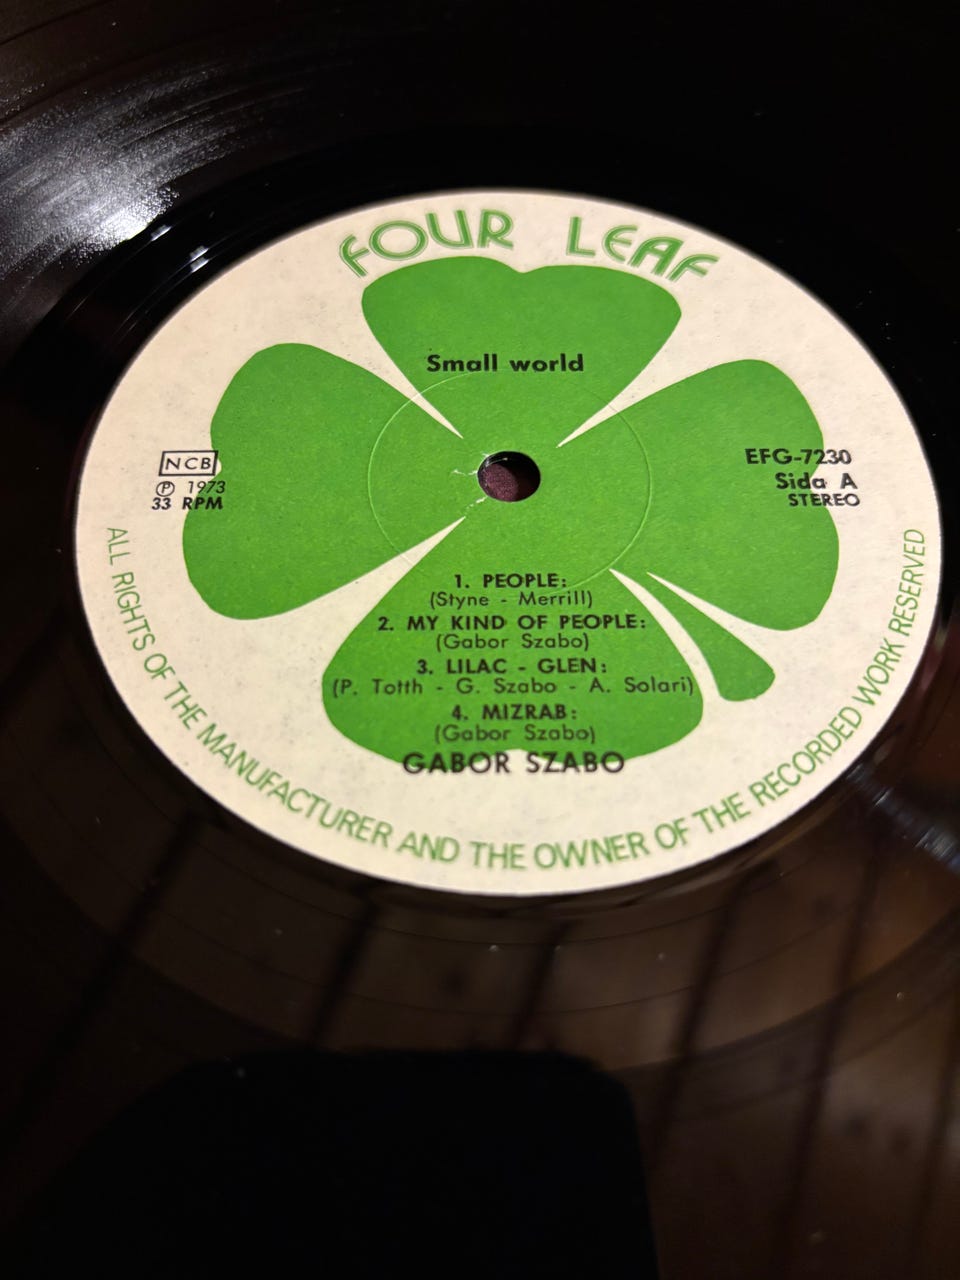 FOUR LEAF
Small world
NCB
Ⓟ 1973
33 RPM
EFG-7230
Sida A
STEREO
1. PEOPLE:
(Styne - Merrill)
2. MY KIND OF PEOPLE:
(Gabor Szabo)
3. LILAC - GLEN:
(P. Totth - G. Szabo - A. Solari)
4. MIZRAB:
(Gabor Szabo)
GABOR SZABO
ALL RIGHTS OF THE MANUFACTURER AND THE OWNER OF THE RECORDED WORK RESERVED